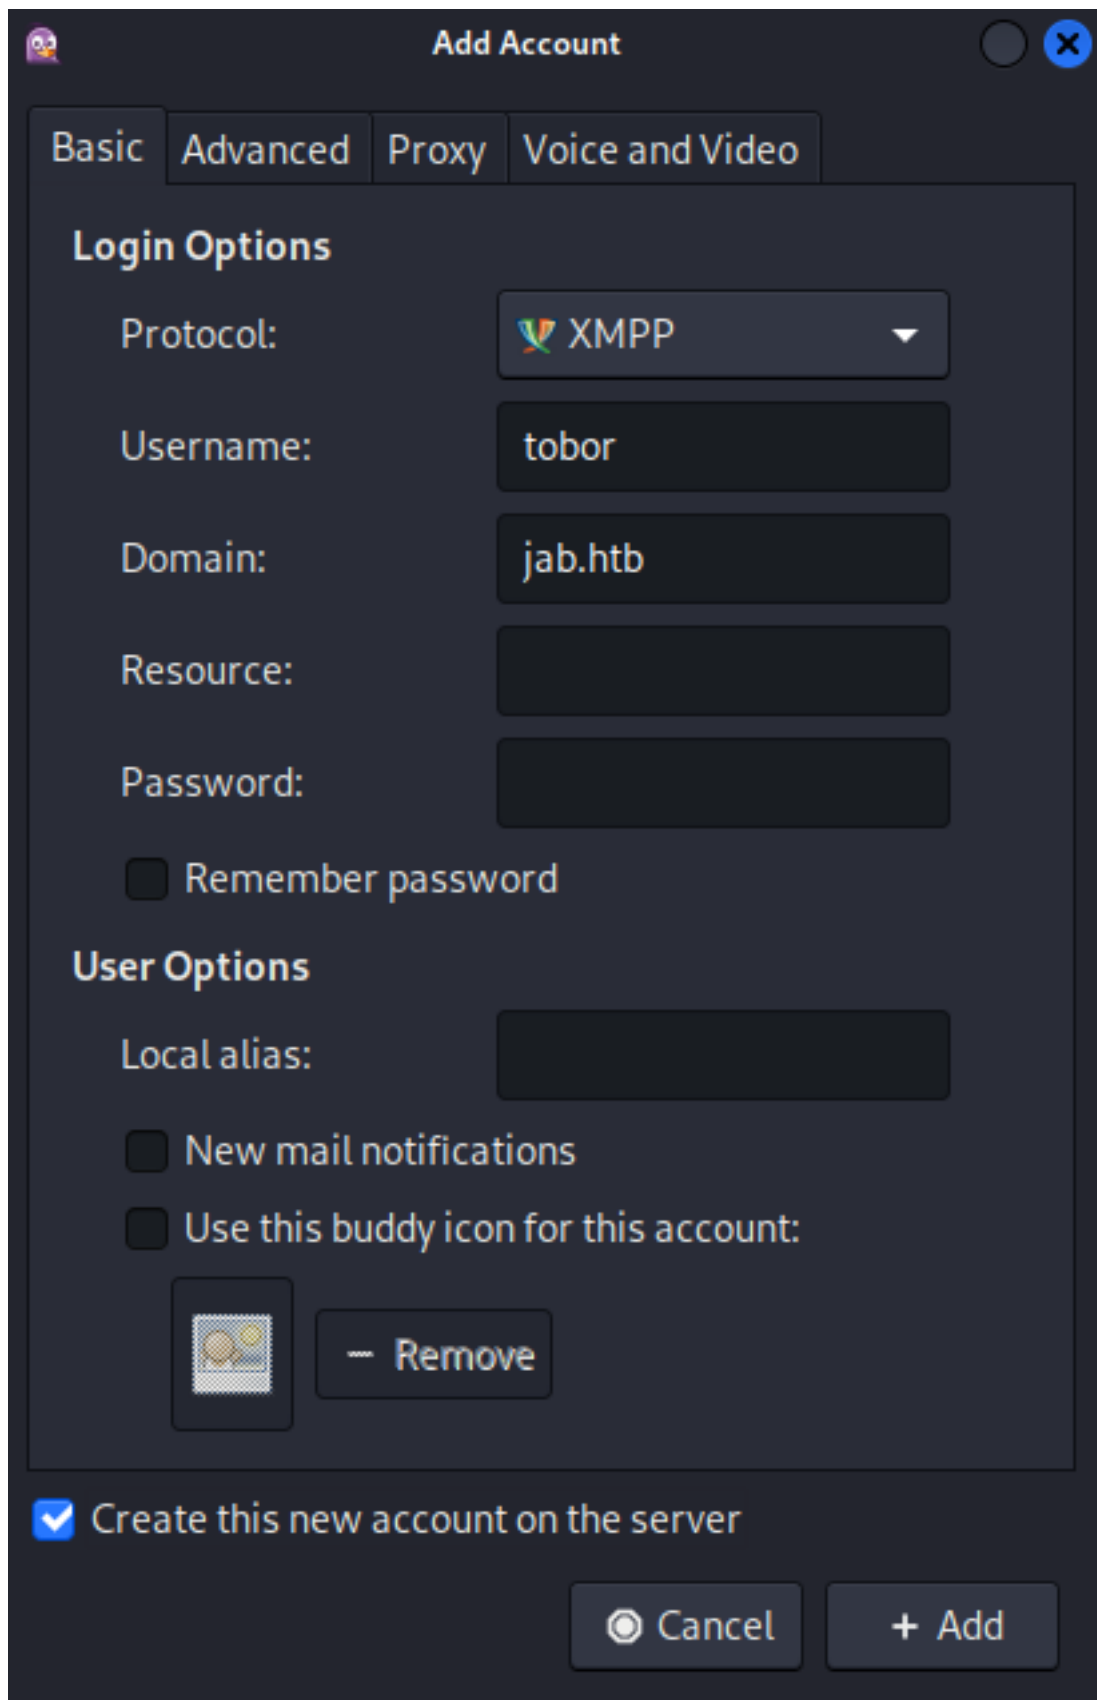 Add Account
Basic Advanced Proxy Voice and Video
Login Options
Protocol: XMPP
Username: tobor
Domain: jab.htb
Resource:
Password:
Remember password
User Options
Local alias:
New mail notifications
Use this buddy icon for this account:
Remove
Create this new account on the server
Cancel Add